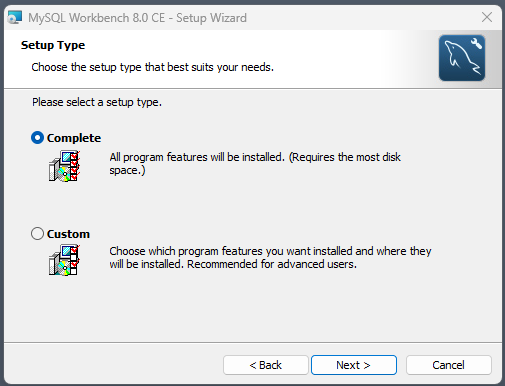 MySQL Workbench 8.0 CE - Setup Wizard
Setup Type
Choose the setup type that best suits your needs.
Please select a setup type.
Complete
All program features will be installed. (Requires the most disk
space.)
Custom
Choose which program features you want installed and where they
will be installed. Recommended for advanced users.
< Back
Next >
Cancel